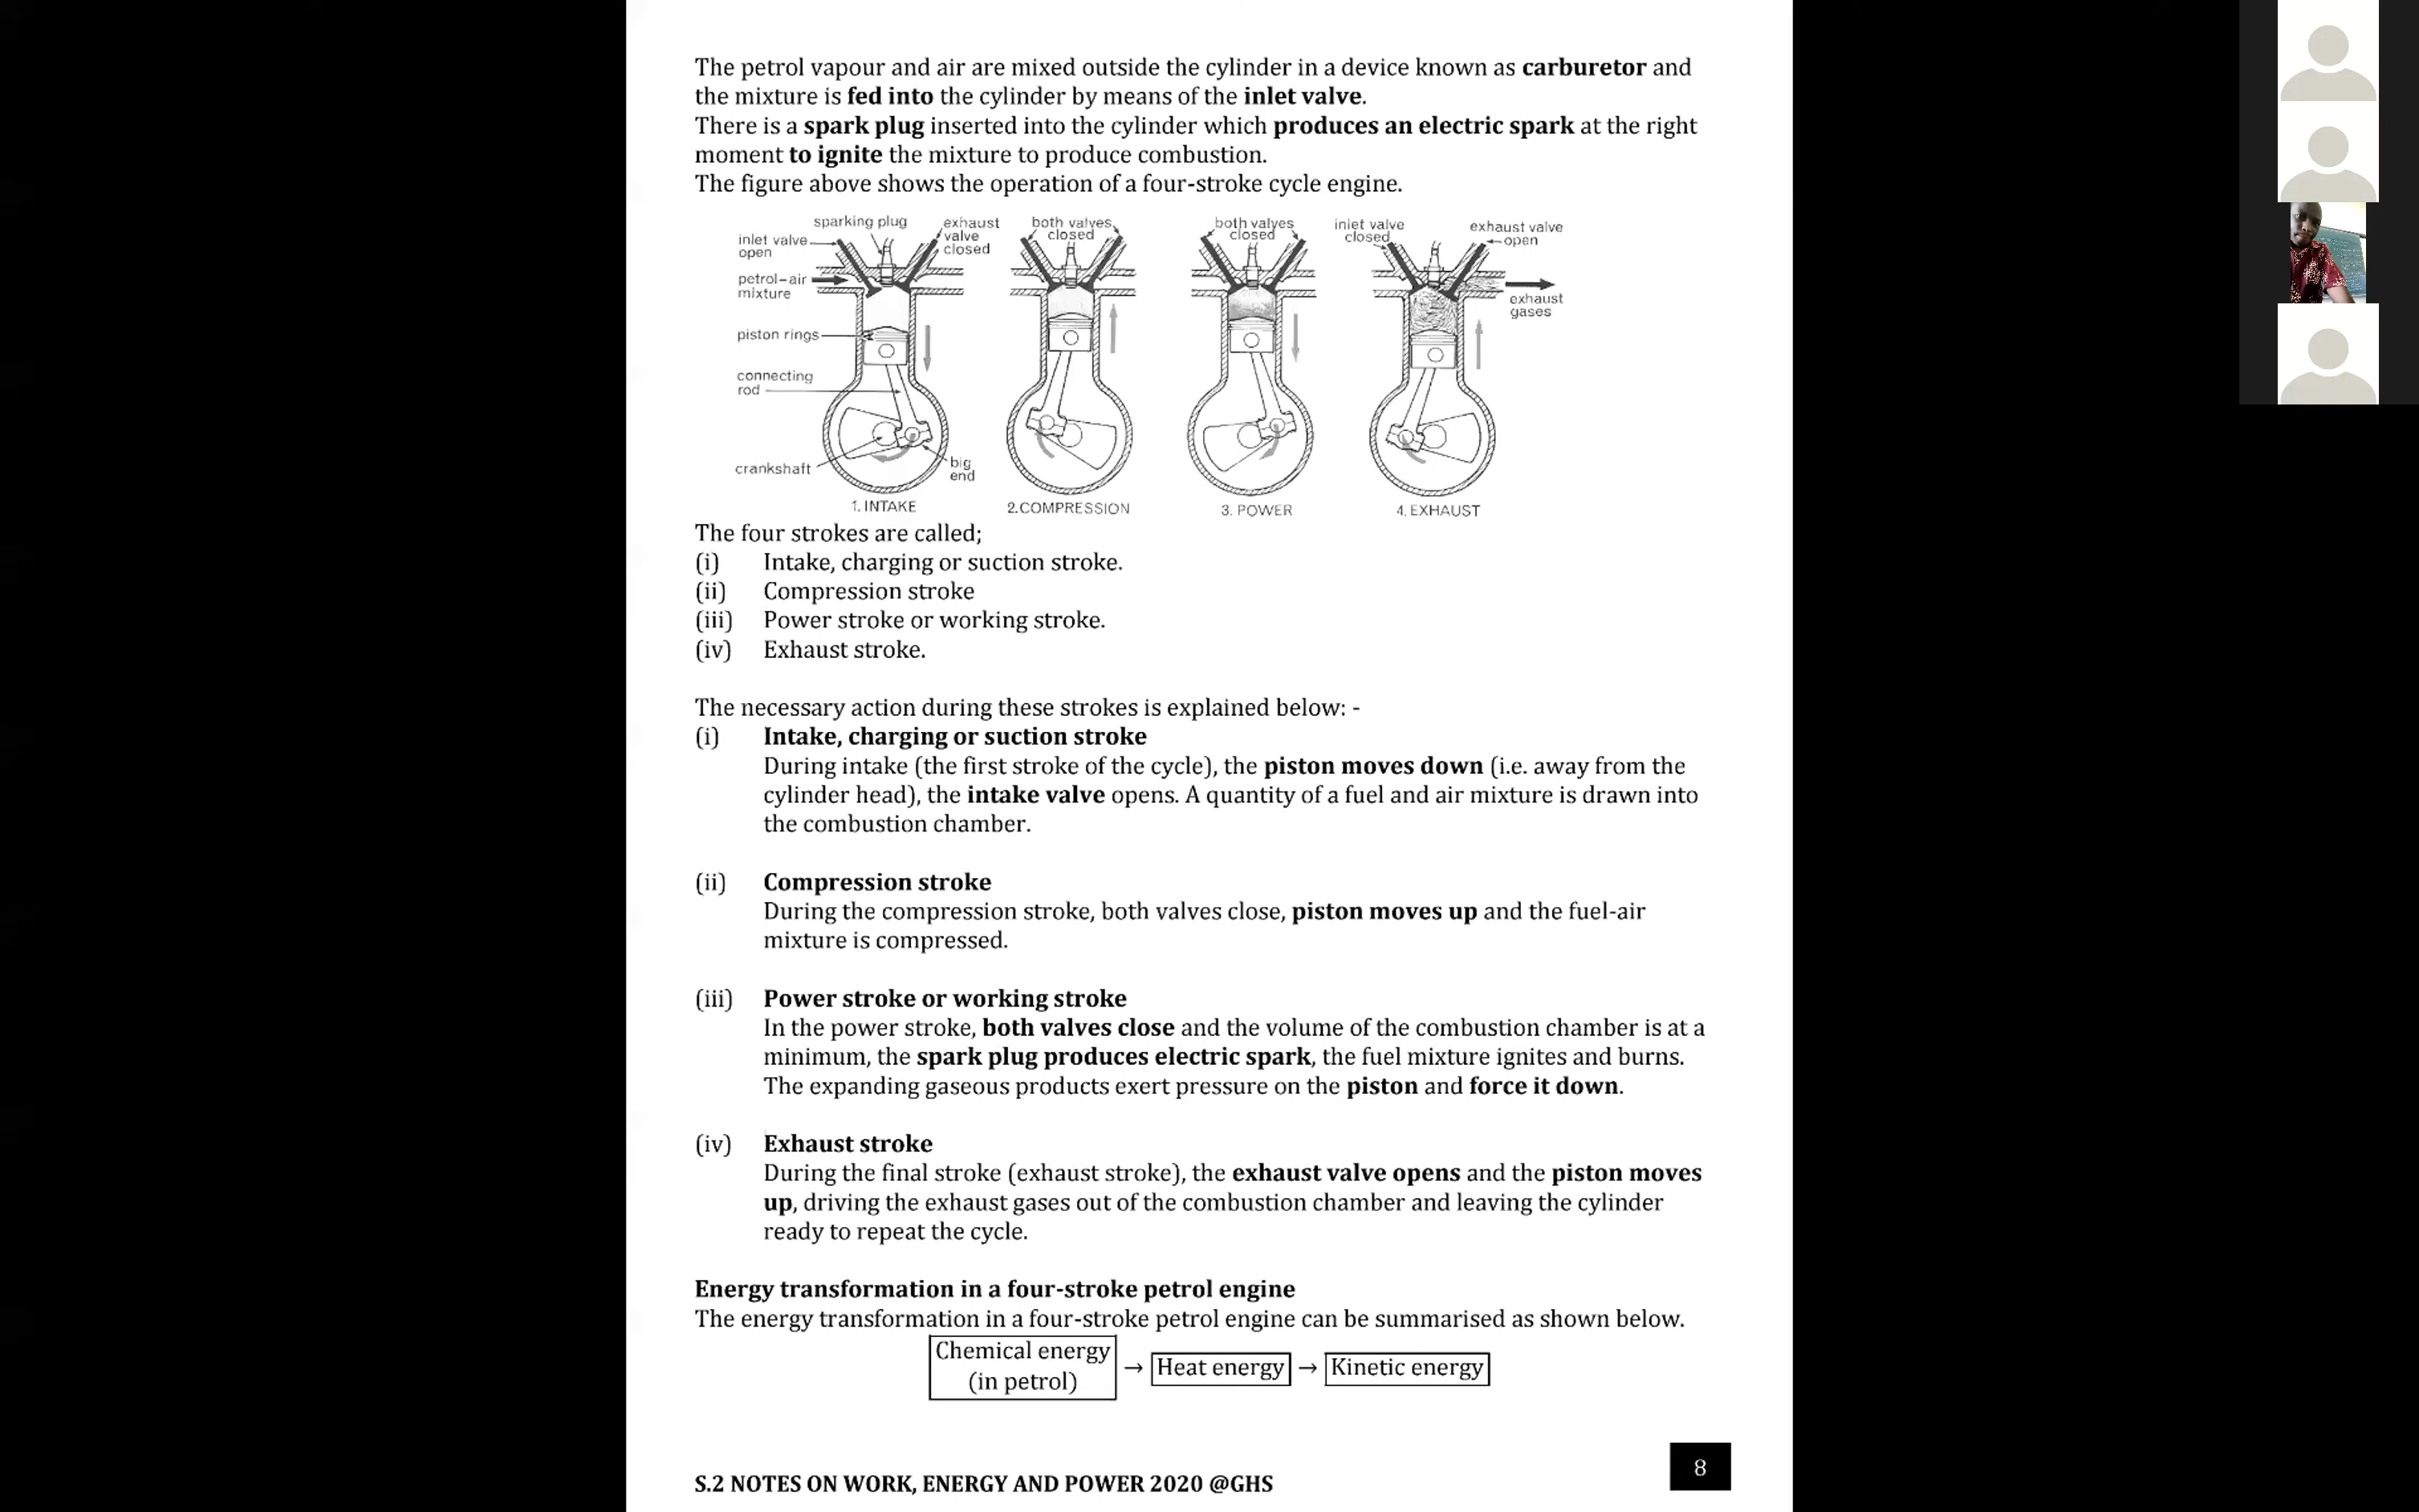 The petrol vapour and air are mixed outside the cylinder in a device known as carburetor and
the mixture is fed into the cylinder by means of the inlet valve.
There is a spark plug inserted into the cylinder which produces an electric spark at the right
moment to ignite the mixture to produce combustion.
The figure above shows the operation of a four-stroke cycle engine.
sparking plug
exhaust
valve
closed
inlet valve
open
petrol-air
mixture
piston rings
connecting
rod
crankshaft
big
end
1. INTAKE
both valves
closed
2.COMPRESSION
both valves
closed
3. POWER
inlet valve
closed
exhaust valve
open
exhaust
gases
4. EXHAUST
The four strokes are called;
(i) Intake, charging or suction stroke.
(ii) Compression stroke
(iii) Power stroke or working stroke.
(iv) Exhaust stroke.
The necessary action during these strokes is explained below: -
(i) Intake, charging or suction stroke
During intake (the first stroke of the cycle), the piston moves down (i.e. away from the
cylinder head), the intake valve opens. A quantity of a fuel and air mixture is drawn into
the combustion chamber.
(ii) Compression stroke
During the compression stroke, both valves close, piston moves up and the fuel-air
mixture is compressed.
(iii) Power stroke or working stroke
In the power stroke, both valves close and the volume of the combustion chamber is at a
minimum, the spark plug produces electric spark, the fuel mixture ignites and burns.
The expanding gaseous products exert pressure on the piston and force it down.
(iv) Exhaust stroke
During the final stroke (exhaust stroke), the exhaust valve opens and the piston moves
up, driving the exhaust gases out of the combustion chamber and leaving the cylinder
ready to repeat the cycle.
Energy transformation in a four-stroke petrol engine
The energy transformation in a four-stroke petrol engine can be summarised as shown below.
Chemical energy
(in petrol)
→ Heat energy → Kinetic energy
8
S.2 NOTES ON WORK, ENERGY AND POWER 2020 @GHS